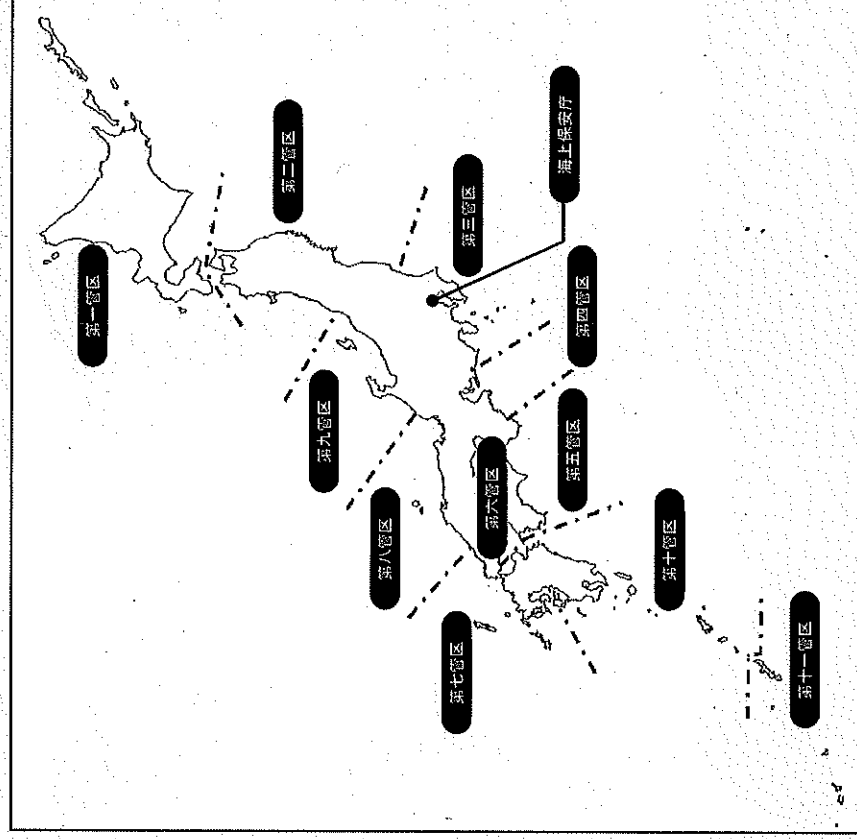 第一管区
第二管区
第三管区
海上保安庁
第四管区
第九管区
第五管区
第六管区
第八管区
第十管区
第七管区
第十一管区